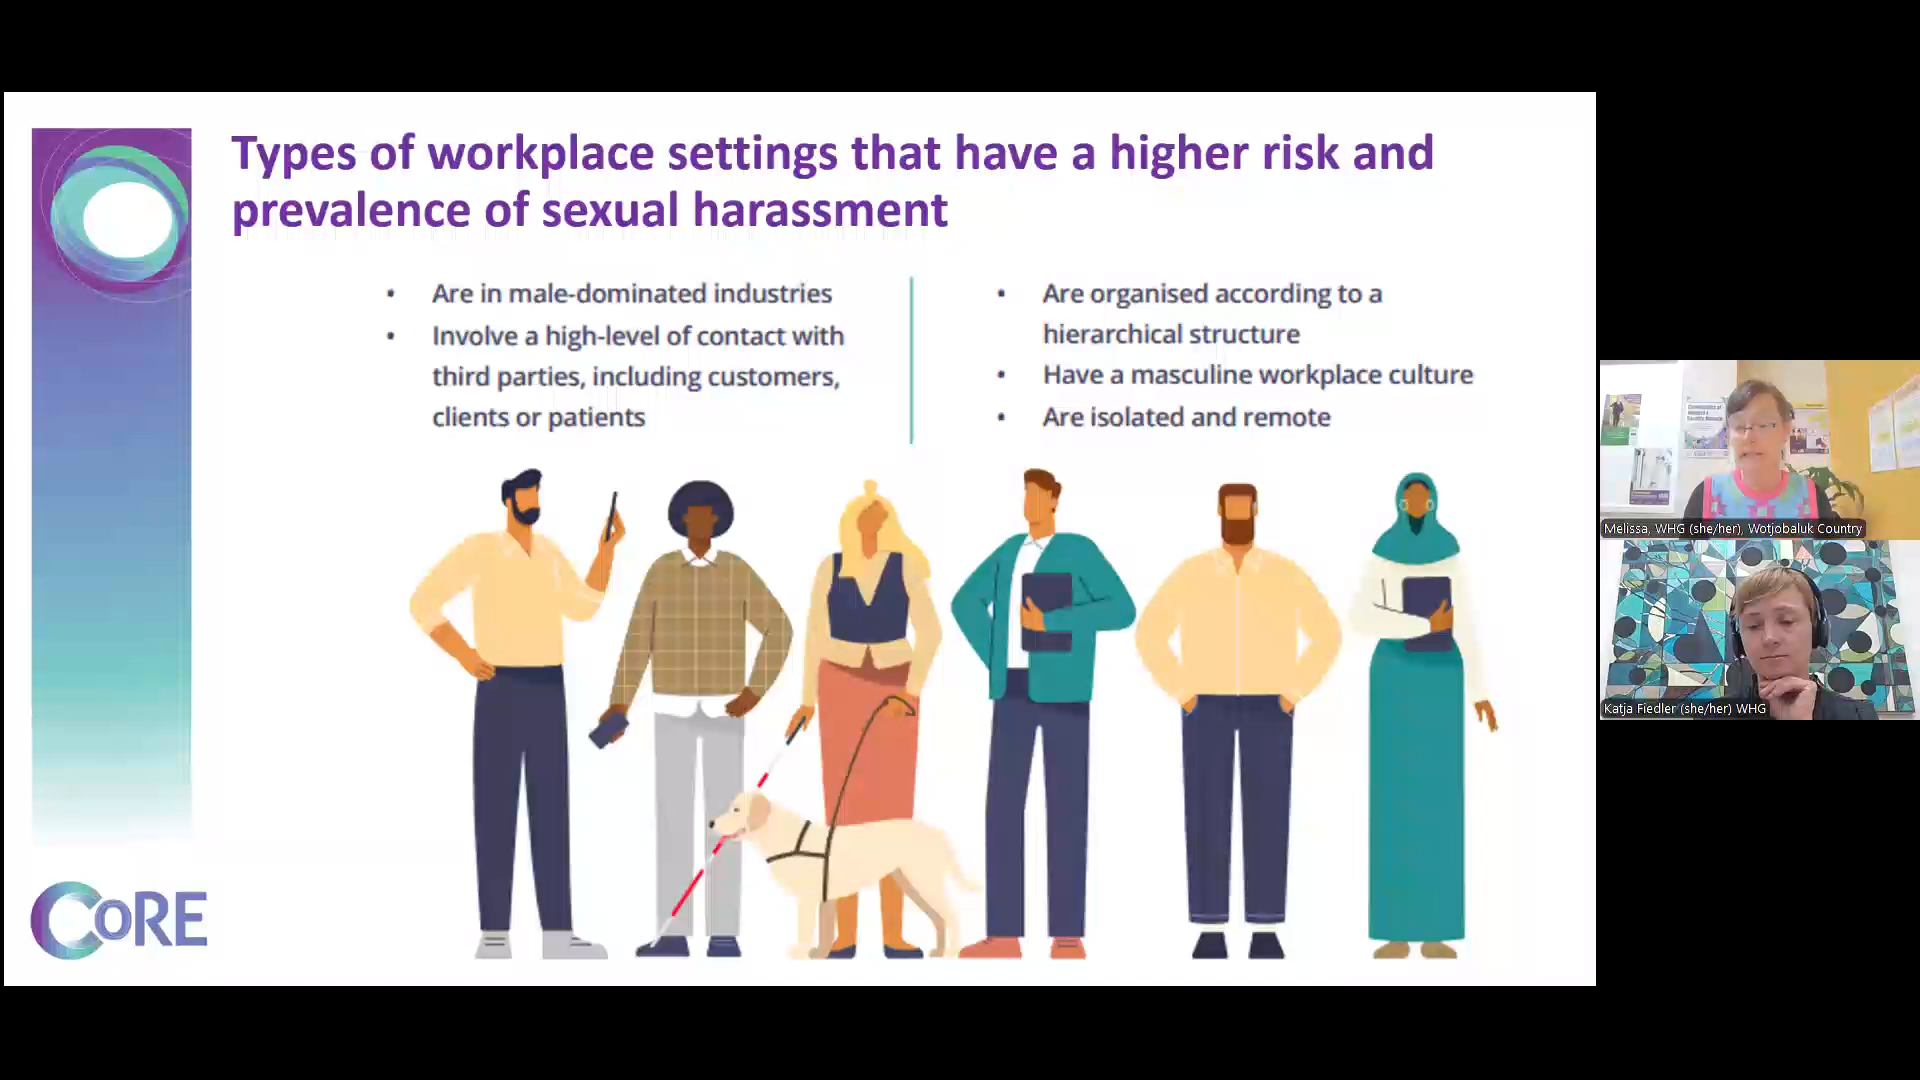 Types of workplace settings that have a higher risk and
prevalence of sexual harassment
• Are in male-dominated industries
• Involve a high-level of contact with
third parties, including customers,
clients or patients
• Are organised according to a
hierarchical structure
• Have a masculine workplace culture
• Are isolated and remote
CoRE
Melissa, WHG (she/her), Wotjobaluk Country
Katja Fiedler (she/her) WHG